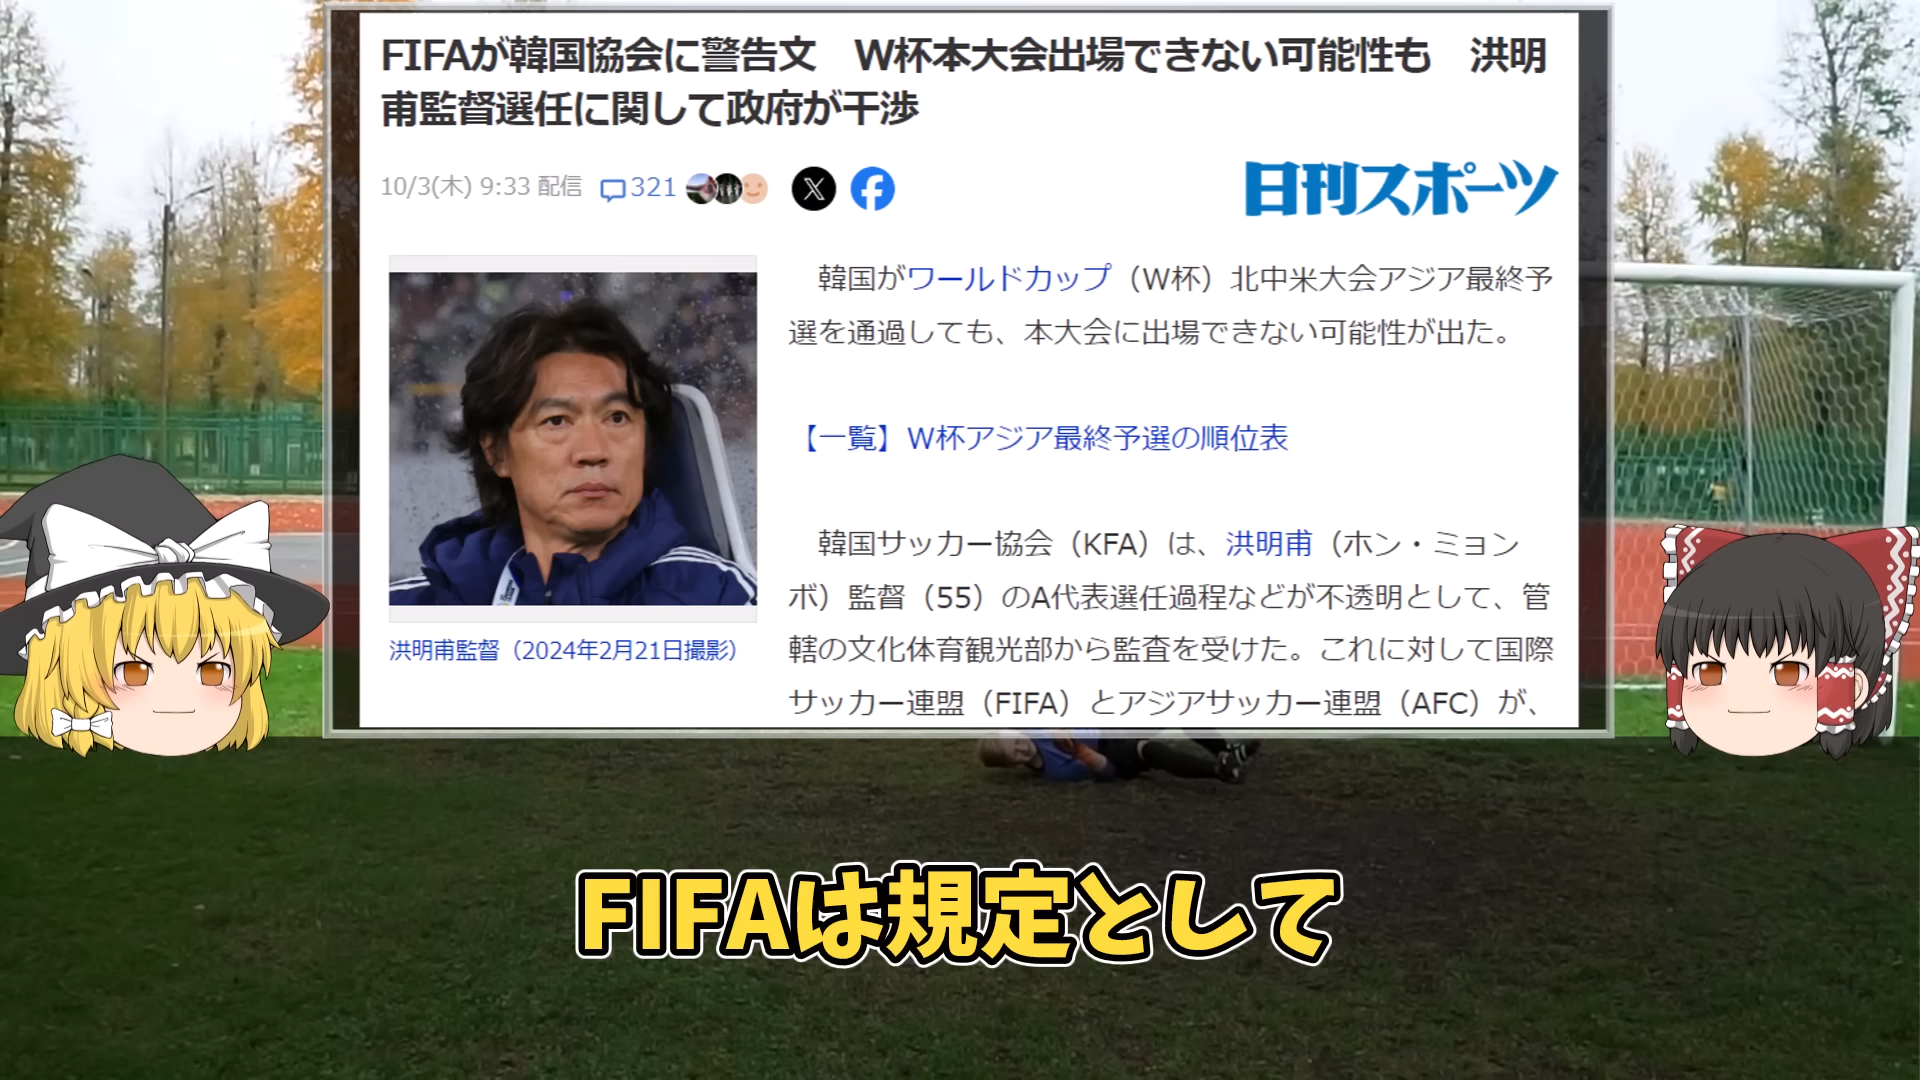 FIFAが韓国協会に警告文　W杯本大会出場できない可能性も　洪明
甫監督選任に関して政府が干渉
10/3(木) 9:33 配信 321
日刊スポーツ
韓国がワールドカップ（W杯）北中米大会アジア最終予
選を通過しても、本大会に出場できない可能性が出た。
【一覧】W杯アジア最終予選の順位表
韓国サッカー協会（KFA）は、洪明甫（ホン・ミョン
ボ）監督（55）のA代表選任過程などが不透明として、管
轄の文化体育観光部から監査を受けた。これに対して国際
サッカー連盟（FIFA）とアジアサッカー連盟（AFC）が、
洪明甫監督（2024年2月21日撮影）
FIFAは規定として